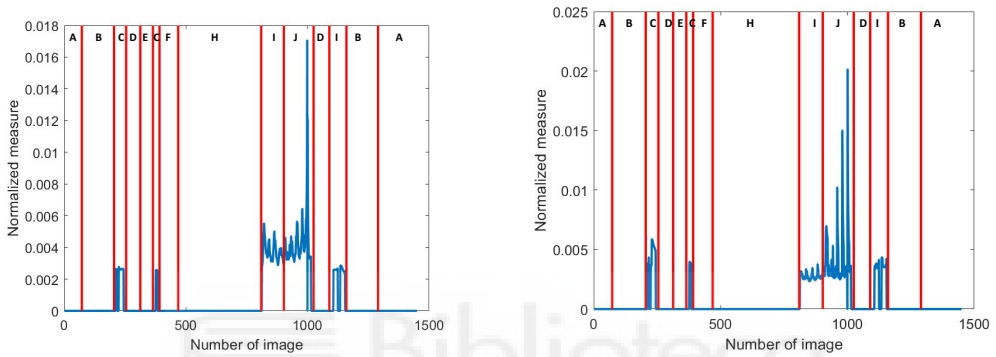 0.018
0.016
0.014
0.012
0.01
0.008
0.006
0.004
0.002
0
Normalized measure
A B C D E C F H I J D I B A
0 500 1000 1500
Number of image
0.025
0.02
0.015
0.01
0.005
0
Normalized measure
A B C D E C F H I J D I B A
0 500 1000 1500
Number of image